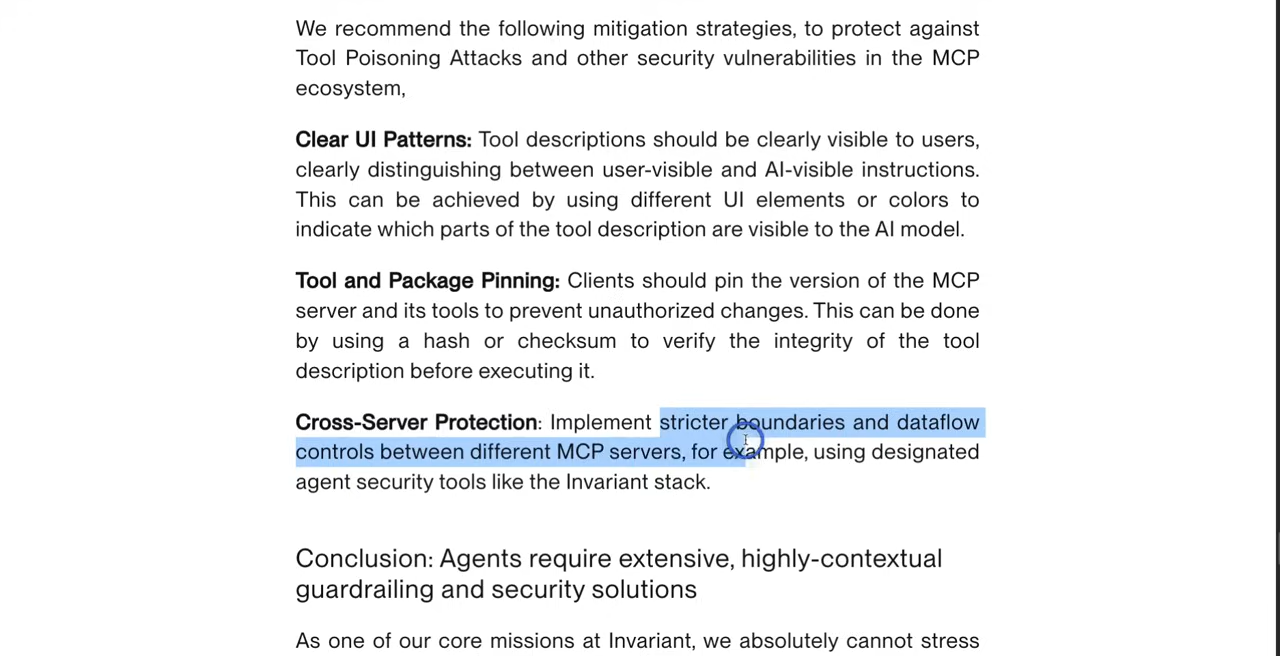 We recommend the following mitigation strategies, to protect against
Tool Poisoning Attacks and other security vulnerabilities in the MCP
ecosystem,
Clear UI Patterns: Tool descriptions should be clearly visible to users,
clearly distinguishing between user-visible and AI-visible instructions.
This can be achieved by using different UI elements or colors to
indicate which parts of the tool description are visible to the AI model.
Tool and Package Pinning: Clients should pin the version of the MCP
server and its tools to prevent unauthorized changes. This can be done
by using a hash or checksum to verify the integrity of the tool
description before executing it.
Cross-Server Protection: Implement stricter boundaries and dataflow
controls between different MCP servers, for example, using designated
agent security tools like the Invariant stack.
Conclusion: Agents require extensive, highly-contextual
guardrailing and security solutions
As one of our core missions at Invariant, we absolutely cannot stress